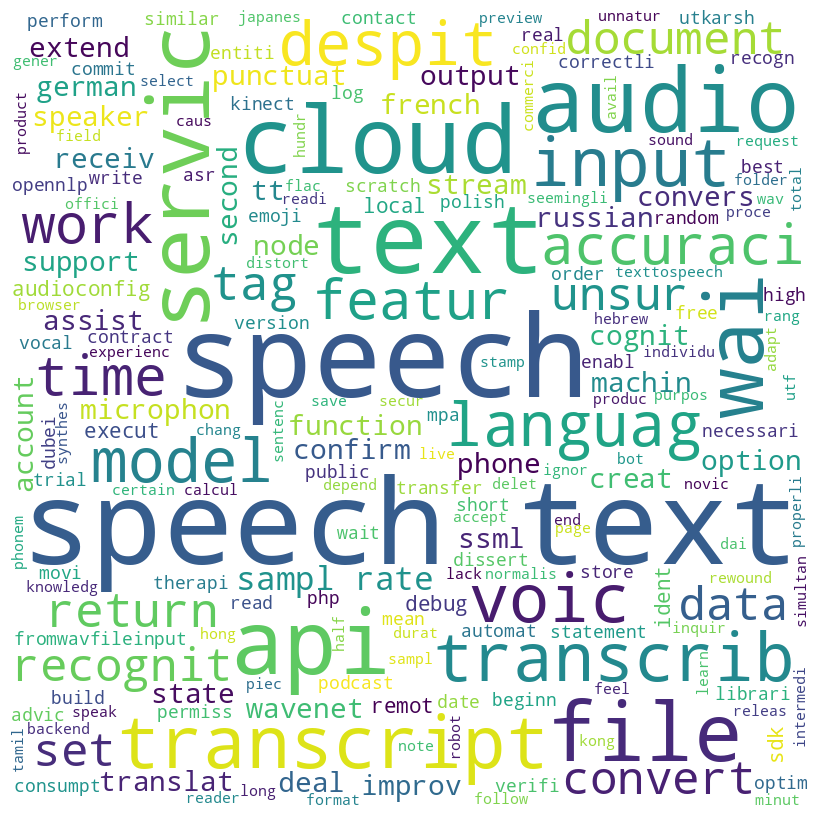 perform similar japanes contact preview unnatur utkarsh
gener extend entiti despit real confid document
commit select punctuat log output correctli recogn
product german servic cloud commerci avail audio
field speaker caus kinect hundr french sound request
opennlp write receiv asr second flac scratch stream input best folder total
offici work readi tt local polish seemingli convers wav
emoji text russian random proce
support node distort accuraci
audioconfig tag featur order texttospeech high
browser assist version unsur hebrew free rang
vocal contract cognit wai adapt
experienc speech stamp enabl individu utf
time machin produc purpos
account microphon save secur function mpa languag necessari
dubei synthes execut chang sentenc live confirm
model public phone bot ignor novic option
trial certain calcul depend transfer delet creat properli
speech text short accept end page dai
phonem wait ssml
movi therapi dissert store rewound simultan
knowledg sampl rate php mean lack normalis ident data
return read half debug voic
fromwavfileinput hong durat automat statement inquir
recognit api sampl transcrib learn
state piec podcast feel librari intermedi
build remot date beginn
advic speak permiss wavenet file releas
tamil backend transcript note robot kong sdk
set long deal improv verifi convert optim
consumpt translat reader format follow minut